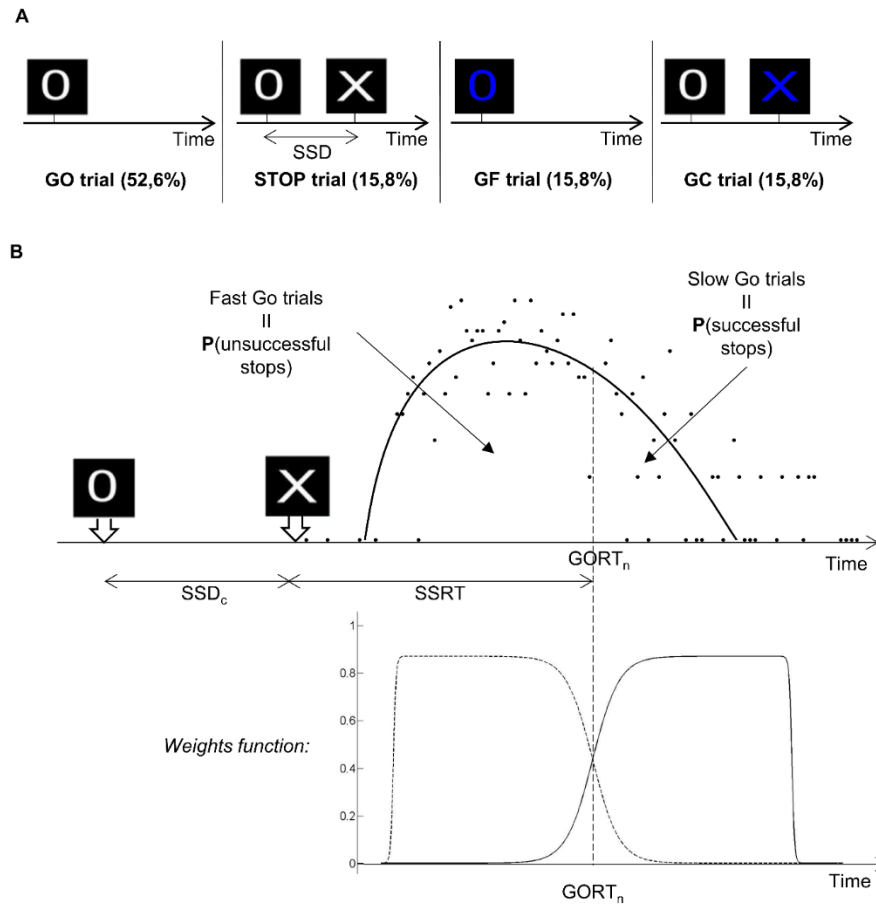 A
O
Time
GO trial (52,6%)
O X
SSD
Time
STOP trial (15,8%)
O
Time
GF trial (15,8%)
O X
Time
GC trial (15,8%)
B
Fast Go trials
II
P(unsuccessful
stops)
Slow Go trials
II
P(successful
stops)
O
X
GORTn
Time
SSDc
SSRT
Weights function:
1
0.8
0.6
0.4
0.2
0
Time
GORTn